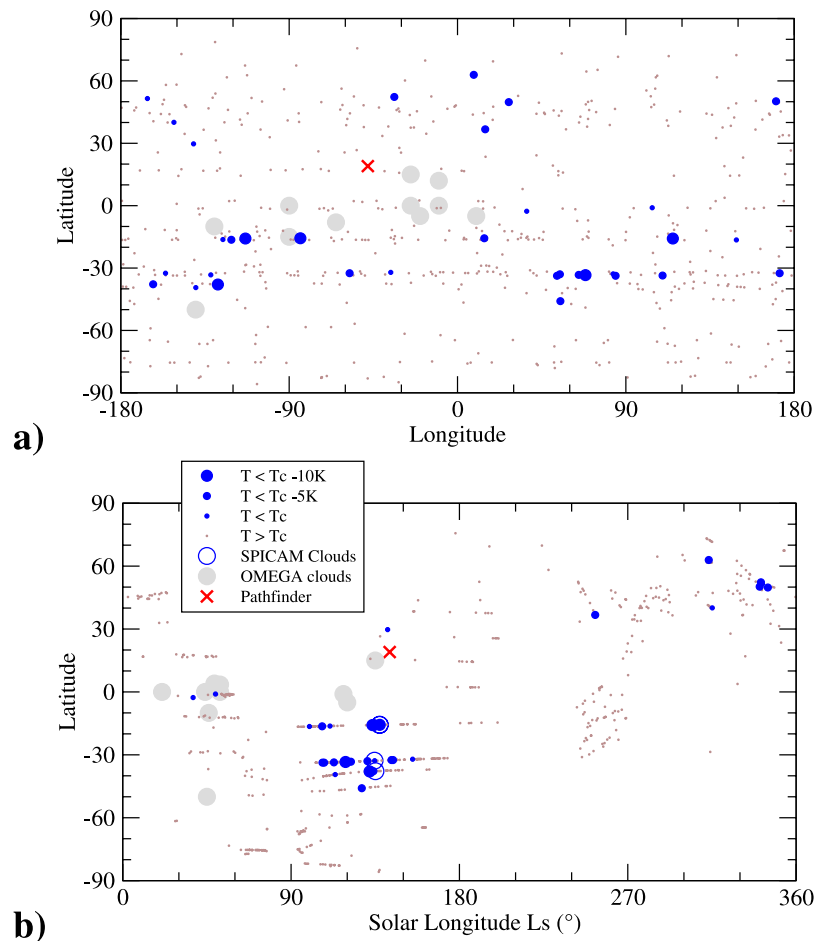 90
60
30
0
-30
-60
-90
Latitude
-180 -90 0 90 180
Longitude
a)
T < Tc -10K
T < Tc -5K
T < Tc
T > Tc
SPICAM Clouds
OMEGA clouds
Pathfinder
90
60
30
0
-30
-60
-90
Latitude
0 90 180 270 360
Solar Longitude Ls (°)
b)